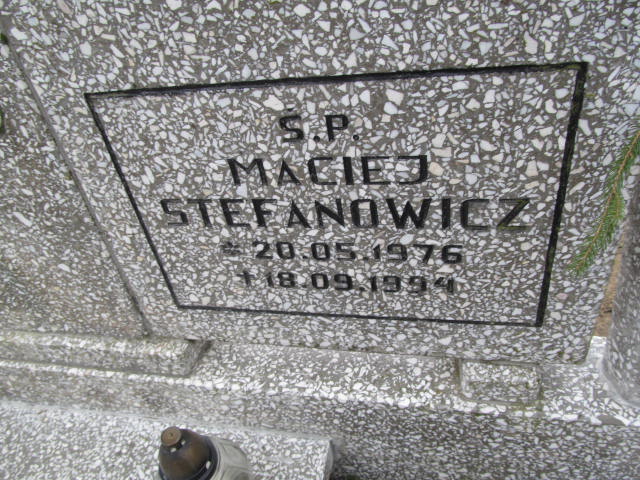 Ś.P.
MACIEJ
STEFANOWICZ
* 20.05.1976
† 18.09.1994